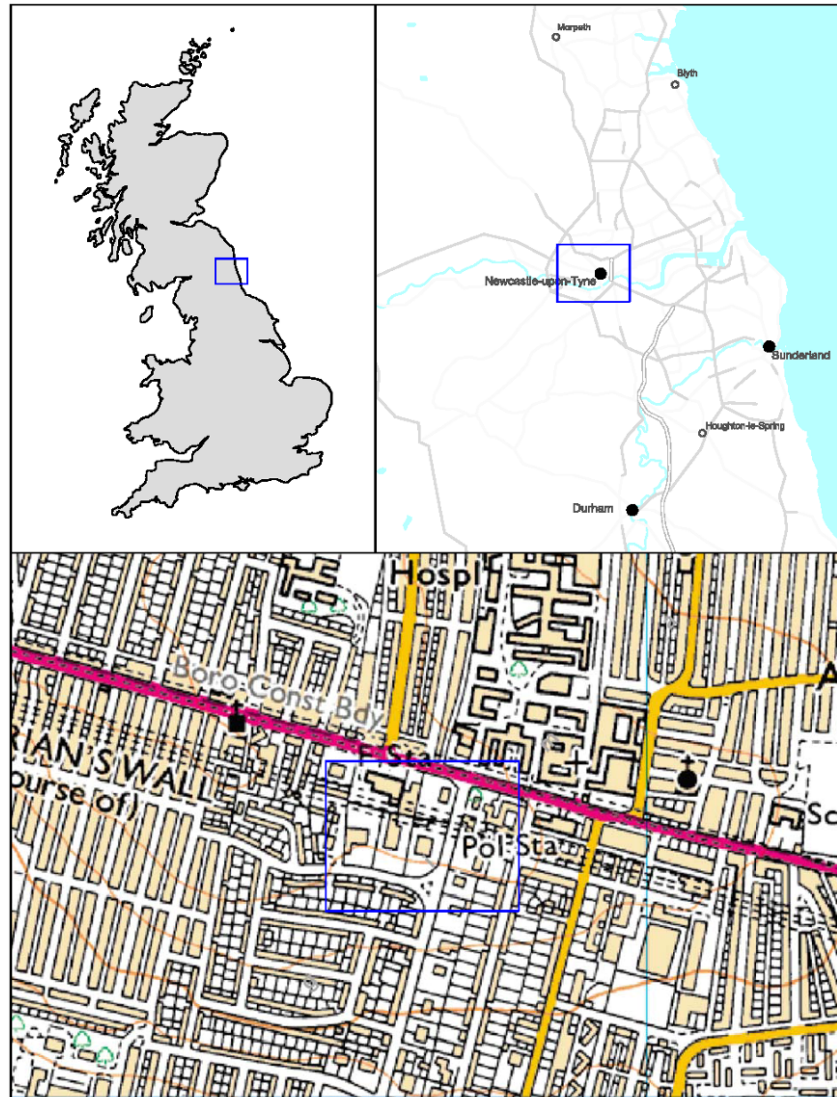 Morpeth
Blyth
Newcastle-upon-Tyne
Sunderland
Houghton-le-Spring
Durham
Hospl
Boro Const Bdy
Sta
A
RIAN'S WALL
ourse of)
Pol Sta
Sc